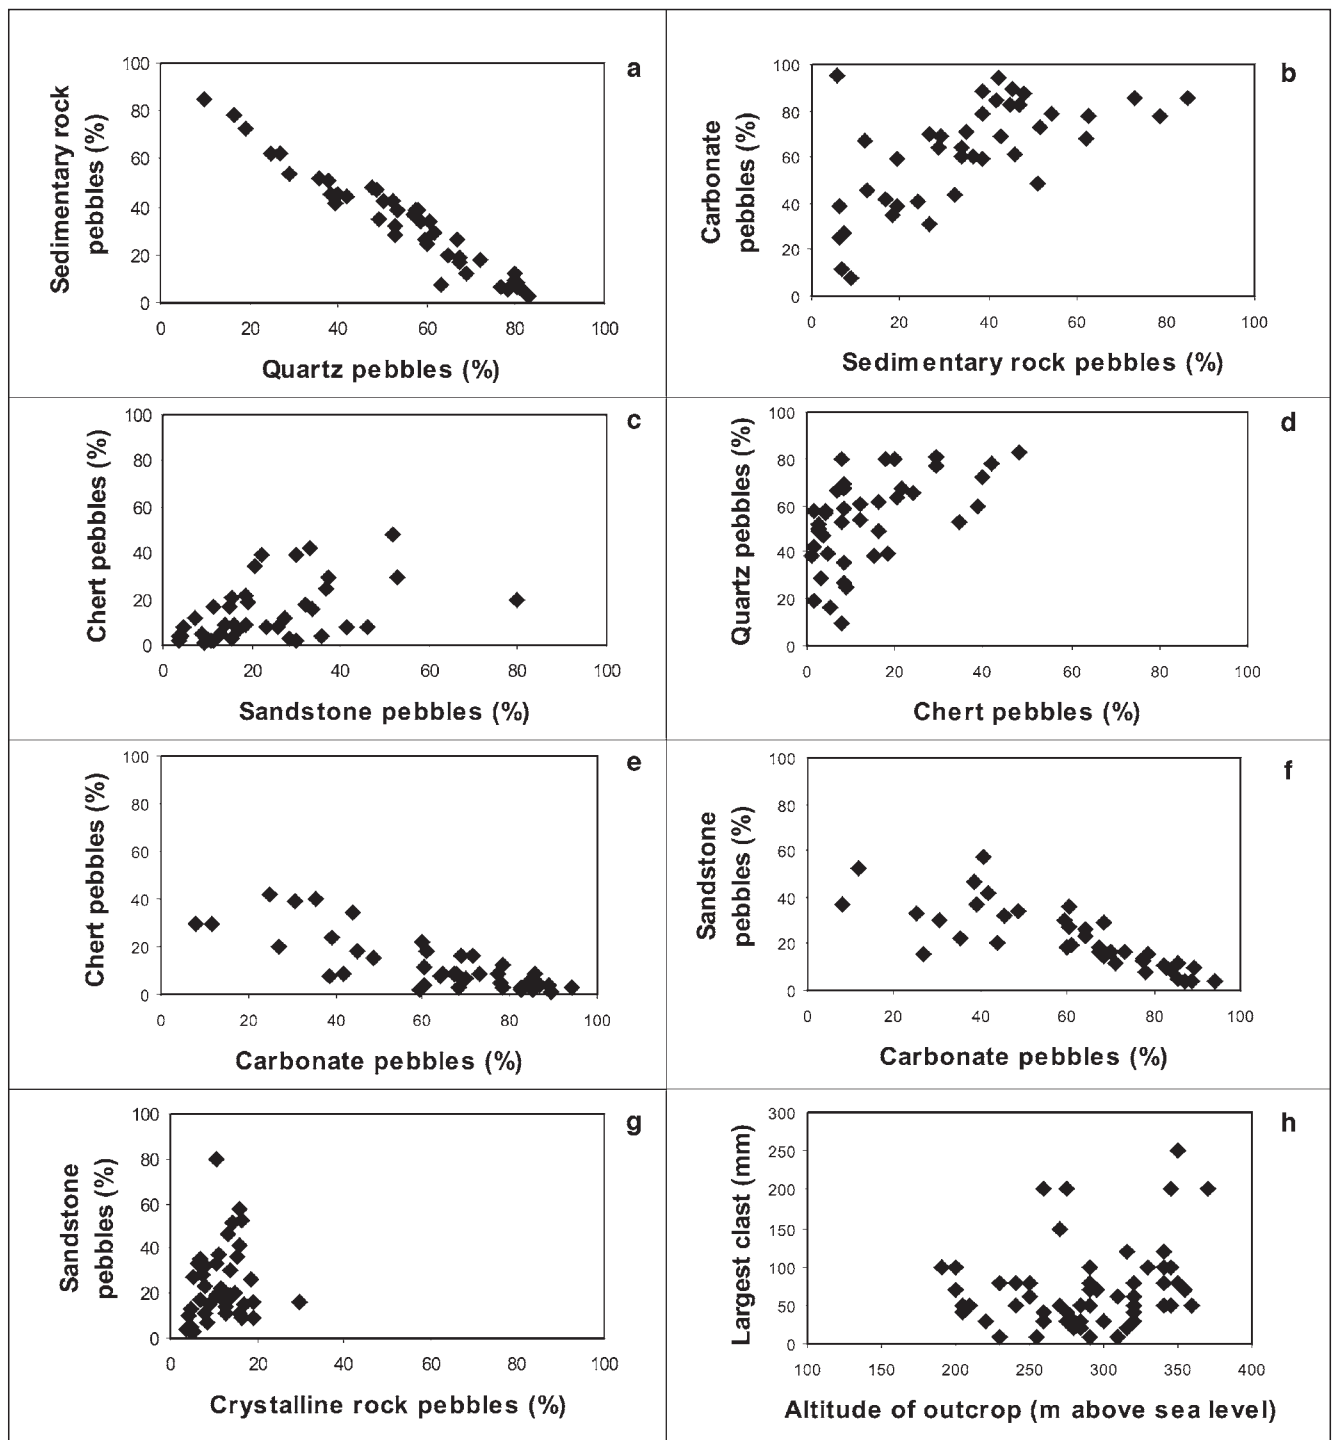 a
Sedimentary rock
pebbles (%)
100
80
60
40
20
0
0 20 40 60 80 100
Quartz pebbles (%)
b
Carbonate
pebbles (%)
100
80
60
40
20
0
0 20 40 60 80 100
Sedimentary rock pebbles (%)
c
Chert pebbles (%)
100
80
60
40
20
0
0 20 40 60 80 100
Sandstone pebbles (%)
d
Quartz pebbles (%)
100
80
60
40
20
0
0 20 40 60 80 100
Chert pebbles (%)
e
Chert pebbles (%)
100
80
60
40
20
0
0 20 40 60 80 100
Carbonate pebbles (%)
f
Sandstone
pebbles (%)
100
80
60
40
20
0
0 20 40 60 80 100
Carbonate pebbles (%)
g
Sandstone
pebbles (%)
100
80
60
40
20
0
0 20 40 60 80 100
Crystalline rock pebbles (%)
h
Largest clast (mm)
300
250
200
150
100
50
0
100 150 200 250 300 350 400
Altitude of outcrop (m above sea level)